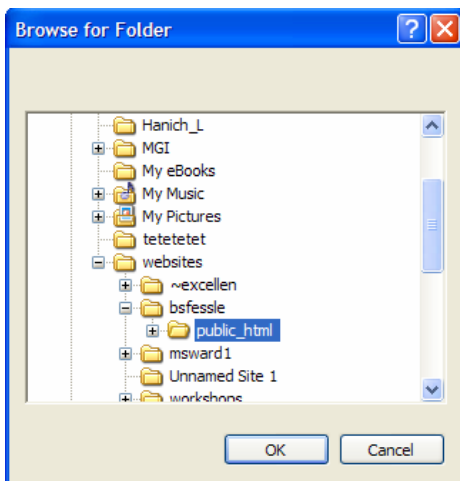 Browse for Folder
Hanich_L
MGI
My eBooks
My Music
My Pictures
tetetetet
websites
~excellen
bsfessle
public_html
msward1
Unnamed Site 1
workshops
OK Cancel